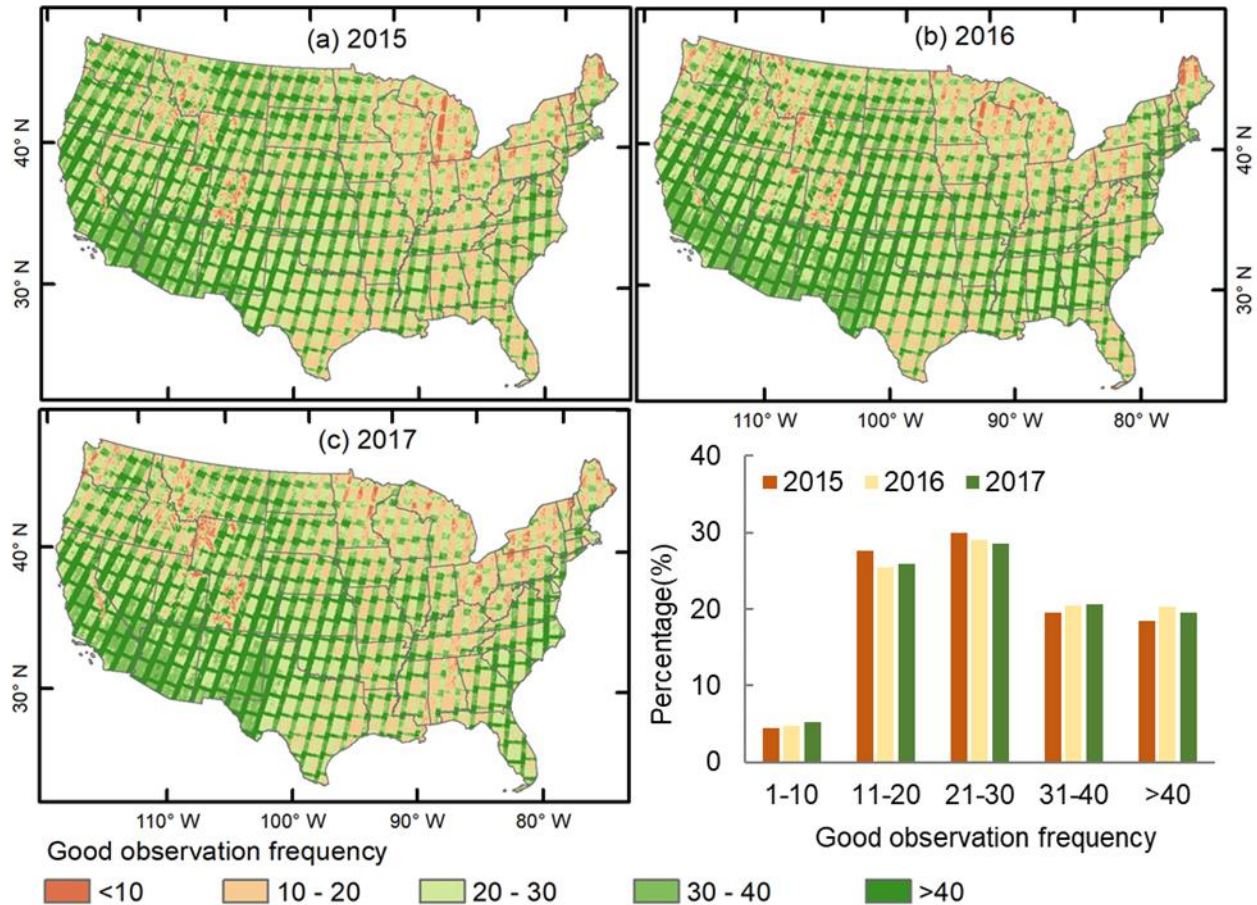 (a) 2015
(b) 2016
40° N
30° N
40° N
30° N
110° W 100° W 90° W 80° W
(c) 2017
40° N
30° N
110° W 100° W 90° W 80° W
40
30
20
10
0
Percentage(%)
2015 2016 2017
1-10 11-20 21-30 31-40 >40
Good observation frequency
Good observation frequency
<10 10 - 20 20 - 30 30 - 40 >40